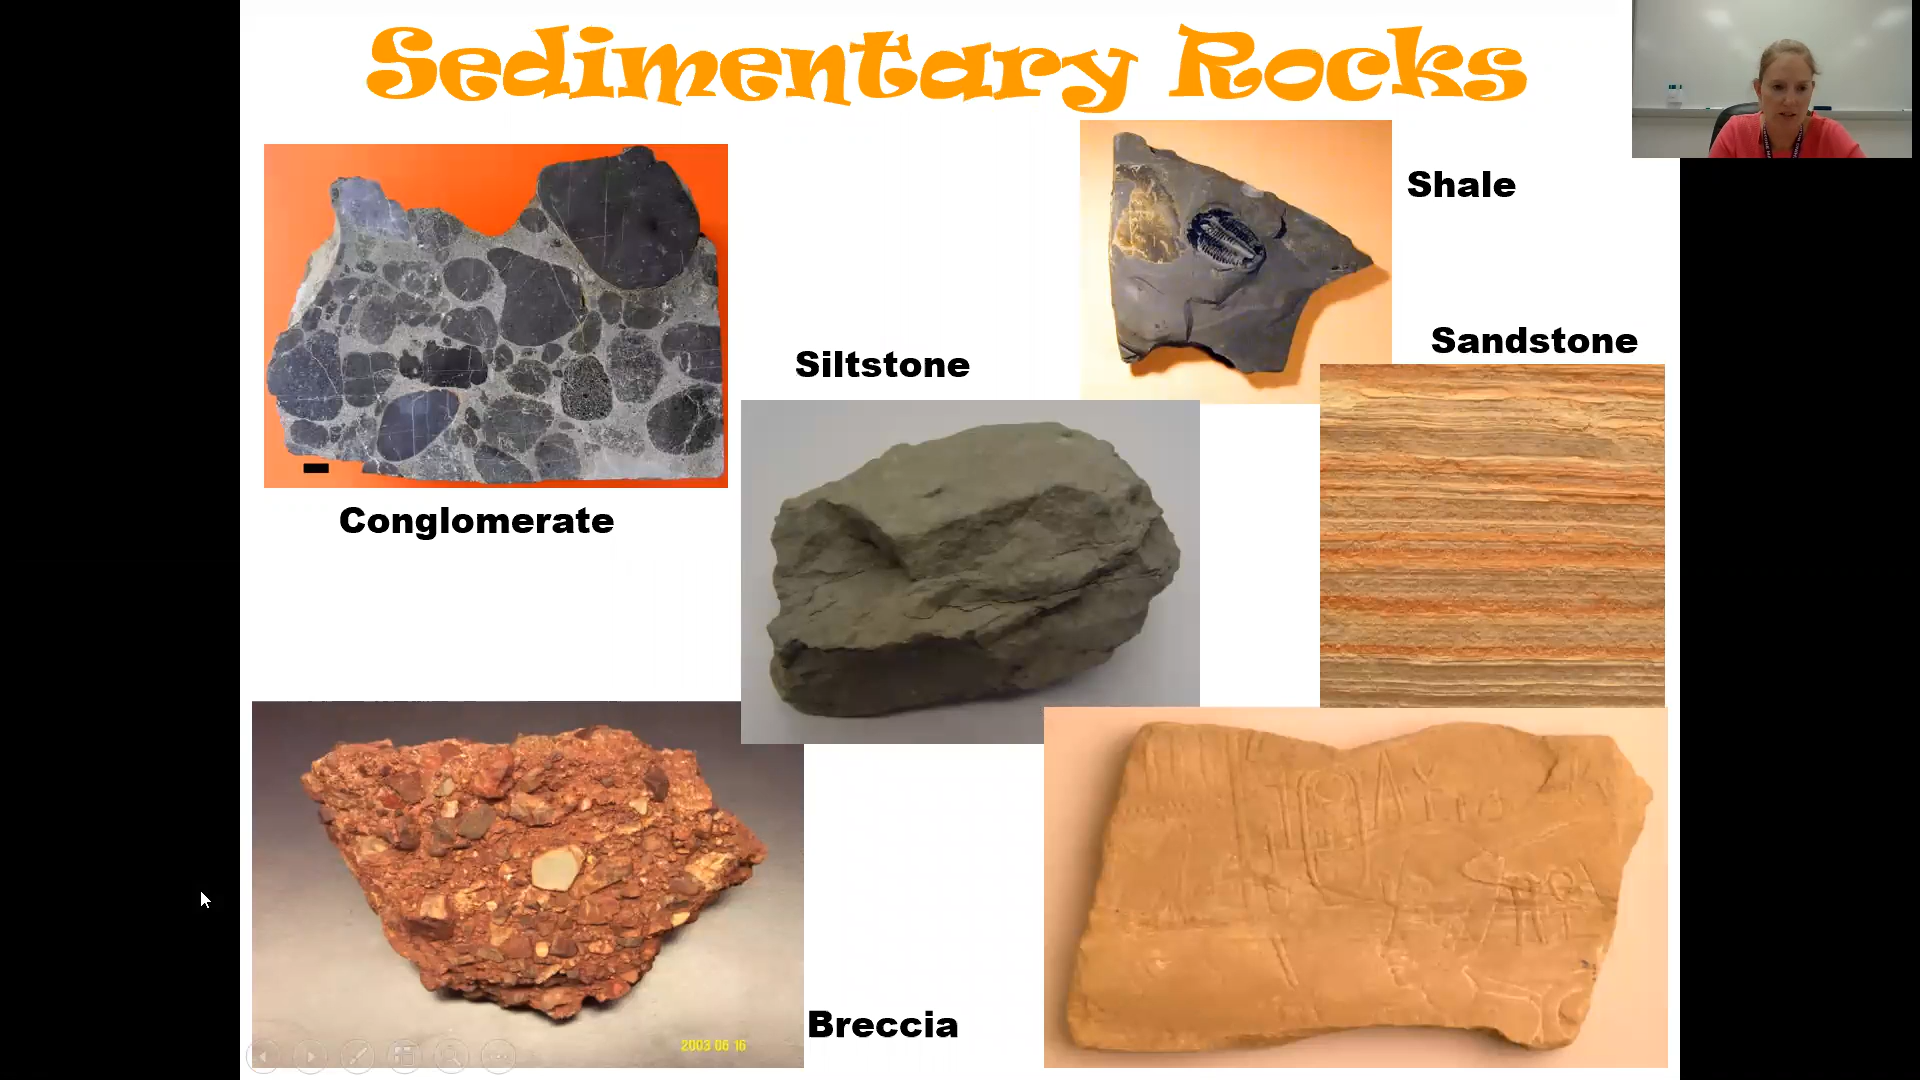 Sedimentary Rocks
Shale
Sandstone
Siltstone
Conglomerate
Breccia
2003 06 16